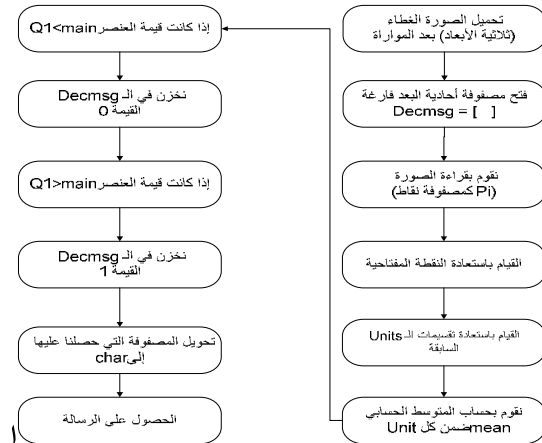 تحميل الصورة الغطاء
(ثلاثية الأبعاد) بعد المواراة
فتح مصفوفة أحادية البعد فارغة
Decmsg = [ ]
نقوم بقراءة الصورة
(Pi كمصفوفة نقاط)
القيام باستعادة النقطة المفتاحية
القيام باستعادة تقسيمات الـ Units
السابقة
نقوم بحساب المتوسط الحسابي
mean ضمن كل Unit
إذا كانت قيمة العنصر Q1<main
نخزن في الـ Decmsg
القيمة 0
إذا كانت قيمة العنصر Q1>main
نخزن في الـ Decmsg
القيمة 1
تحويل المصفوفة التي حصلنا عليها
إلى char
الحصول على الرسالة